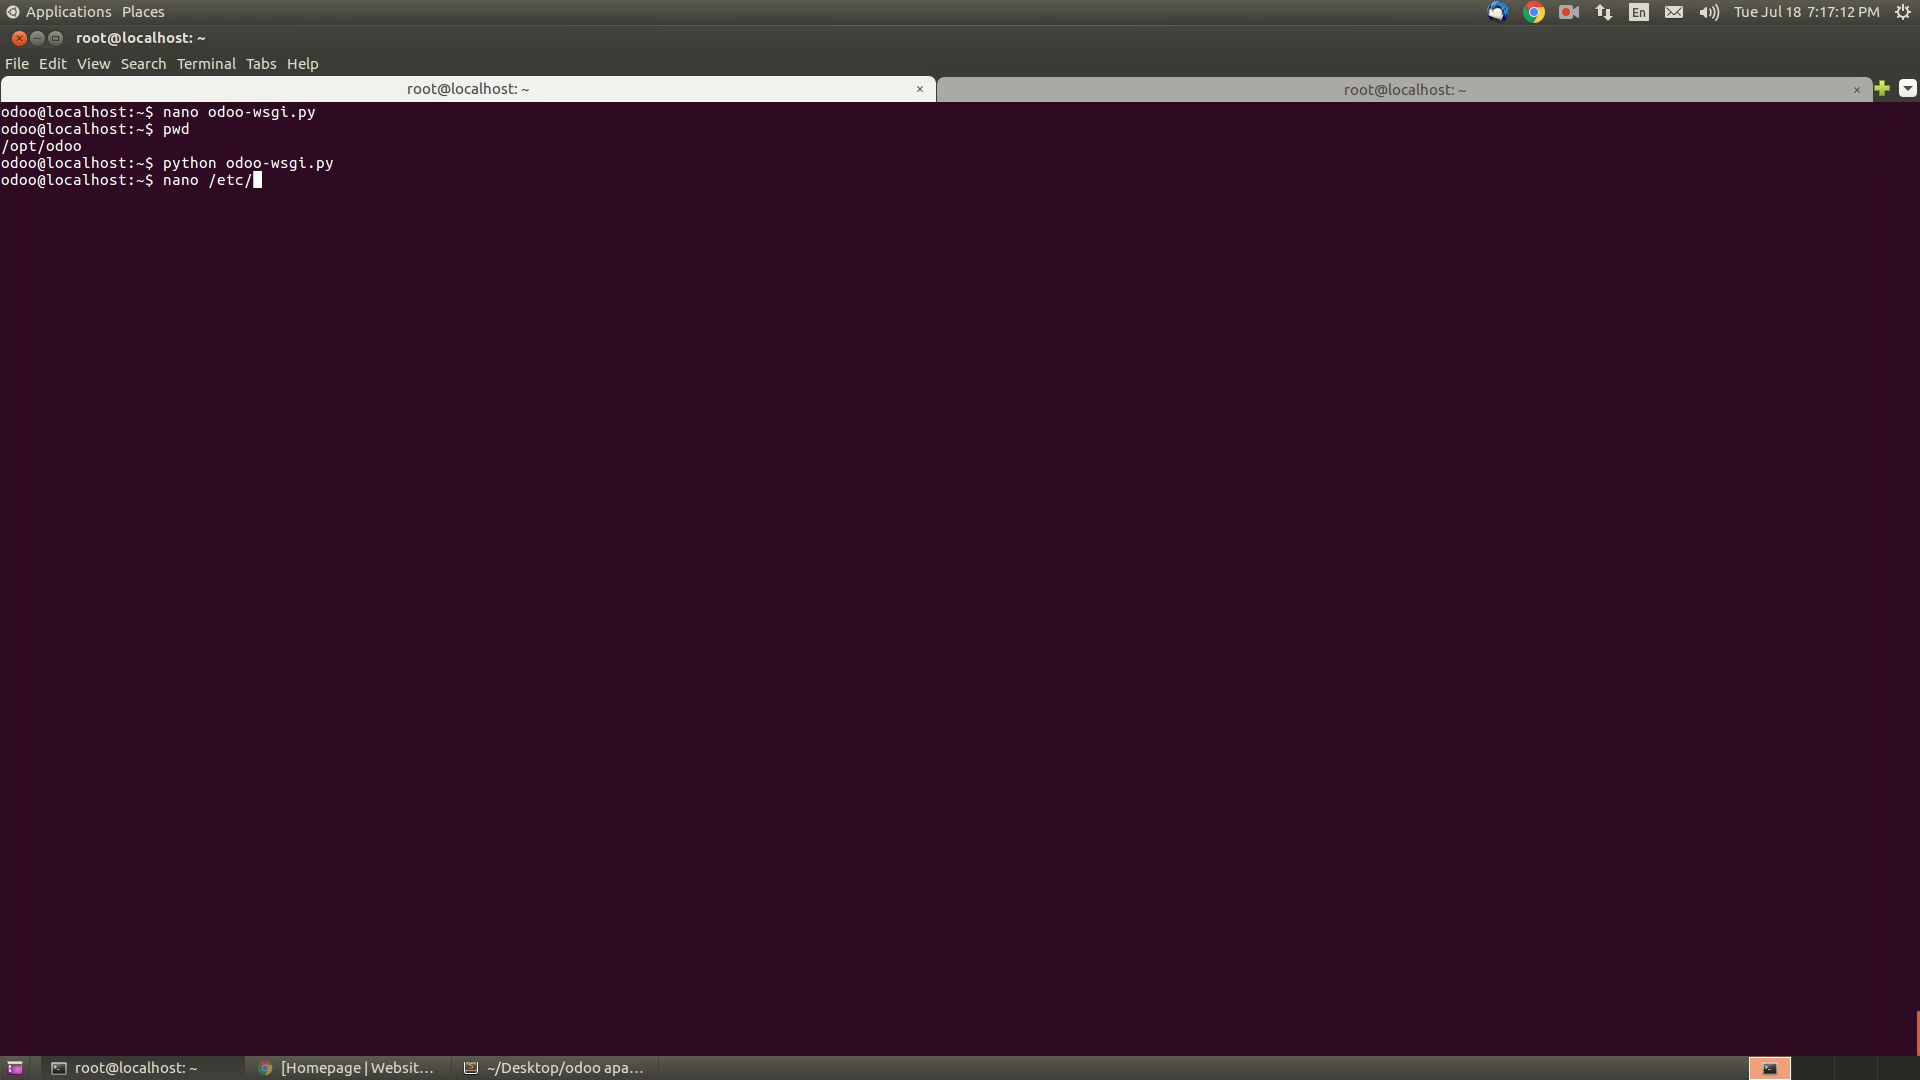 Applications Places
En
Tue Jul 18 7:17:12 PM
root@localhost: ~
File Edit View Search Terminal Tabs Help
root@localhost: ~
root@localhost: ~
odoo@localhost:~$ nano odoo-wsgi.py
odoo@localhost:~$ pwd
/opt/odoo
odoo@localhost:~$ python odoo-wsgi.py
odoo@localhost:~$ nano /etc/
root@localhost: ~
[Homepage | Websit...
~/Desktop/odoo apa...